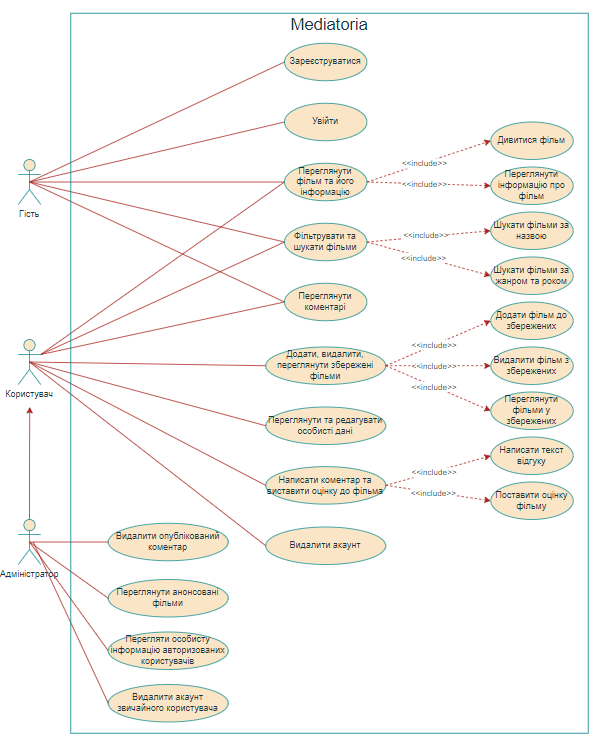 Mediatoria
Зареєструватися
Увійти
Переглянути
фільм та його
інформацію
Фільтрувати та
шукати фільми
Переглянути
коментарі
Додати, видалити,
переглянути збережені
фільми
Переглянути та редагувати
особисті дані
Написати коментар та
виставити оцінку до фільма
Видалити акаунт
<<include>>
<<include>>
<<include>>
<<include>>
<<include>>
<<include>>
<<include>>
<<include>>
<<include>>
Дивитися фільм
Переглянути
інформацію про
фільм
Шукати фільми за
назвою
Шукати фільми за
жанром та роком
Додати фільм до
збережених
Видалити фільм з
збережених
Переглянути
фільми у
збережених
Написати текст
відгуку
Поставити оцінку
фільму
Гість
Користувач
Адміністратор
Видалити опублікований
коментар
Переглянути анонсовані
фільми
Перегляти особисту
інформацію авторизованих
користувачів
Видалити акаунт
звичайного користувача